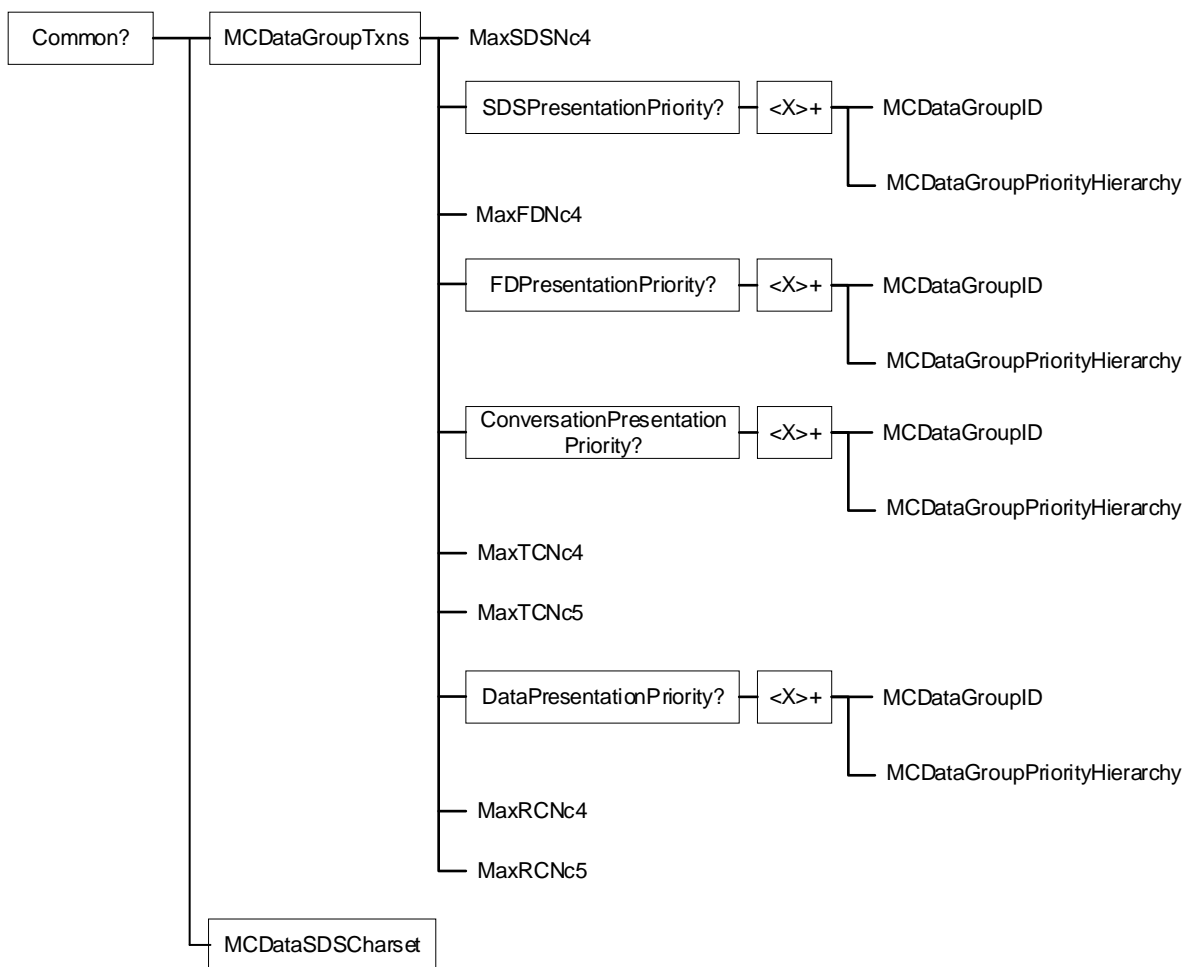 Common?
MCDataGroupTxns
MaxSDSNc4
SDSPresentationPriority?
<X>+
MCDataGroupID
MCDataGroupPriorityHierarchy
MaxFDNc4
FDPresentationPriority?
<X>+
MCDataGroupID
MCDataGroupPriorityHierarchy
ConversationPresentation
Priority?
<X>+
MCDataGroupID
MCDataGroupPriorityHierarchy
MaxTCNc4
MaxTCNc5
DataPresentationPriority?
<X>+
MCDataGroupID
MCDataGroupPriorityHierarchy
MaxRCNc4
MaxRCNc5
MCDataSDSCharset